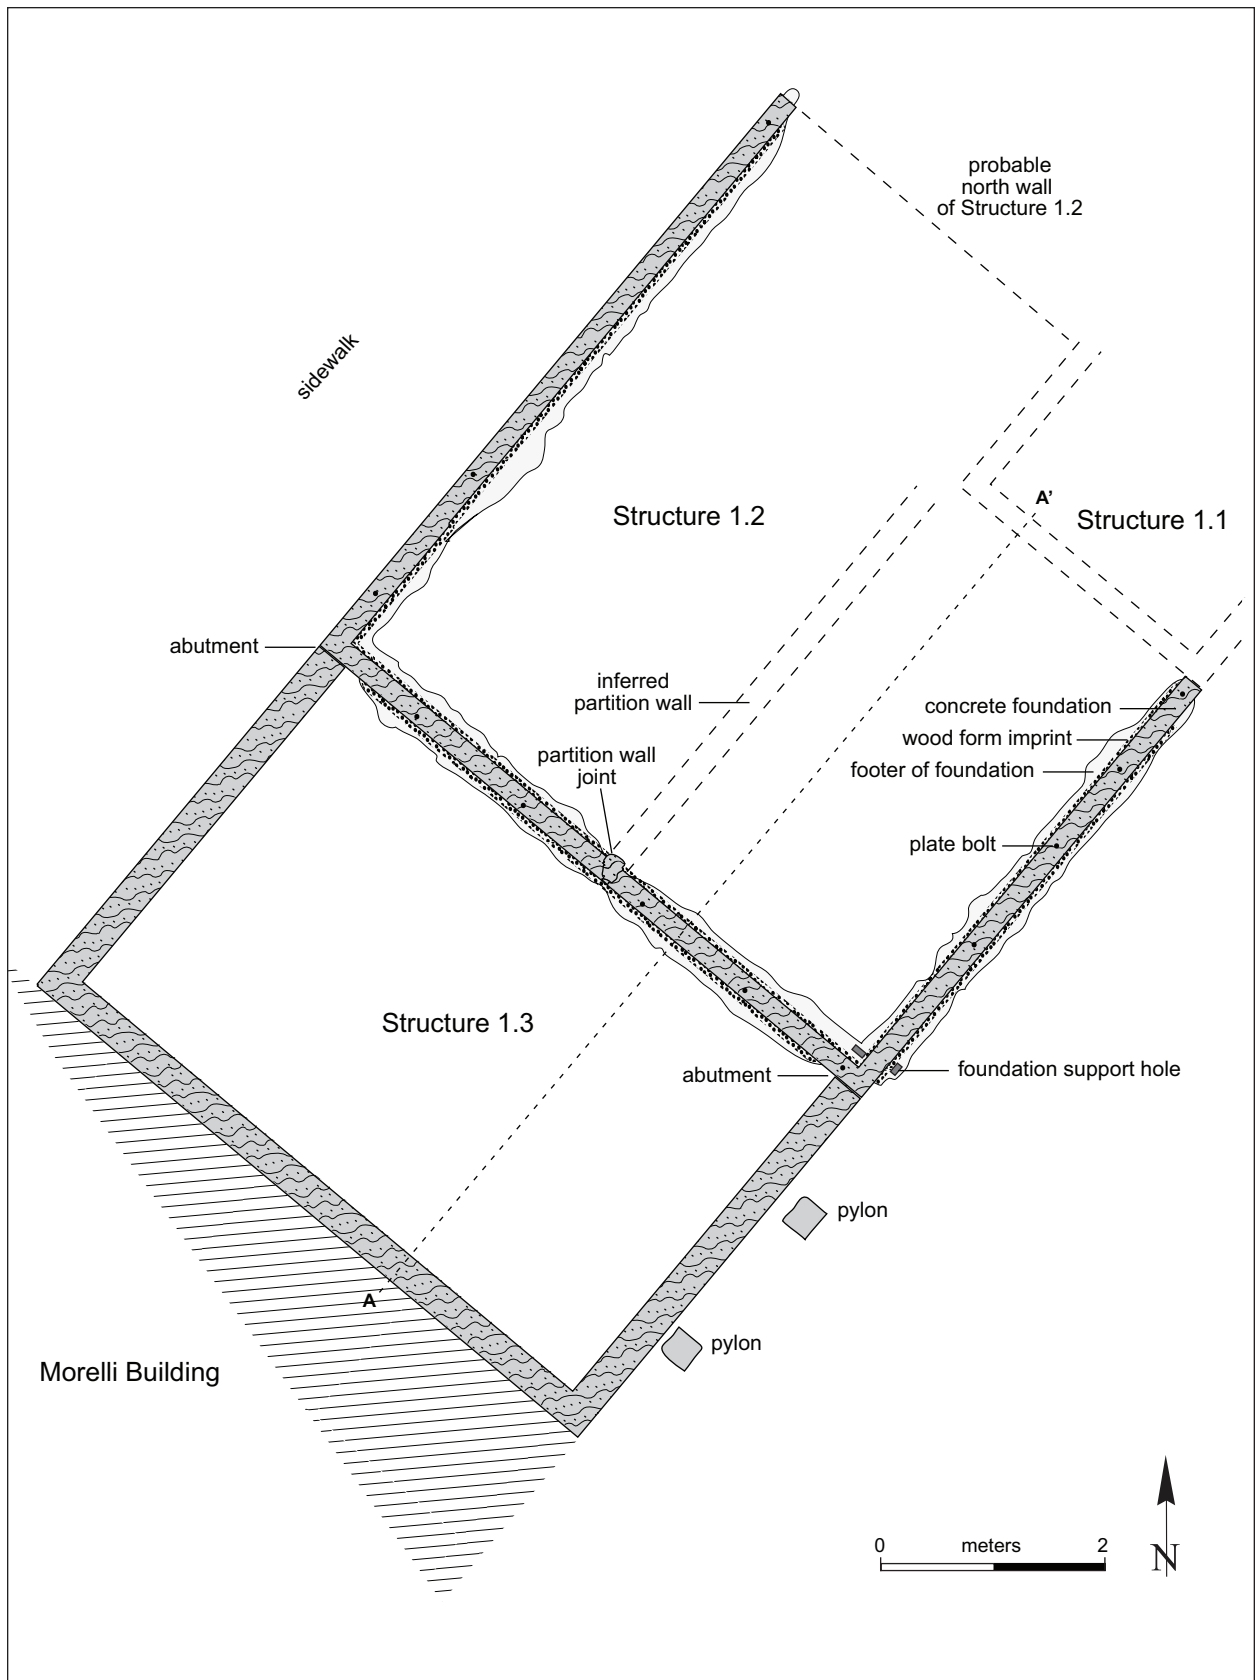 probable
north wall
of Structure 1.2
sidewalk
A'
Structure 1.2
Structure 1.1
abutment
inferred
partition wall
concrete foundation
wood form imprint
partition wall
joint
footer of foundation
plate bolt
Structure 1.3
abutment
foundation support hole
pylon
A
pylon
Morelli Building
0 meters 2
N